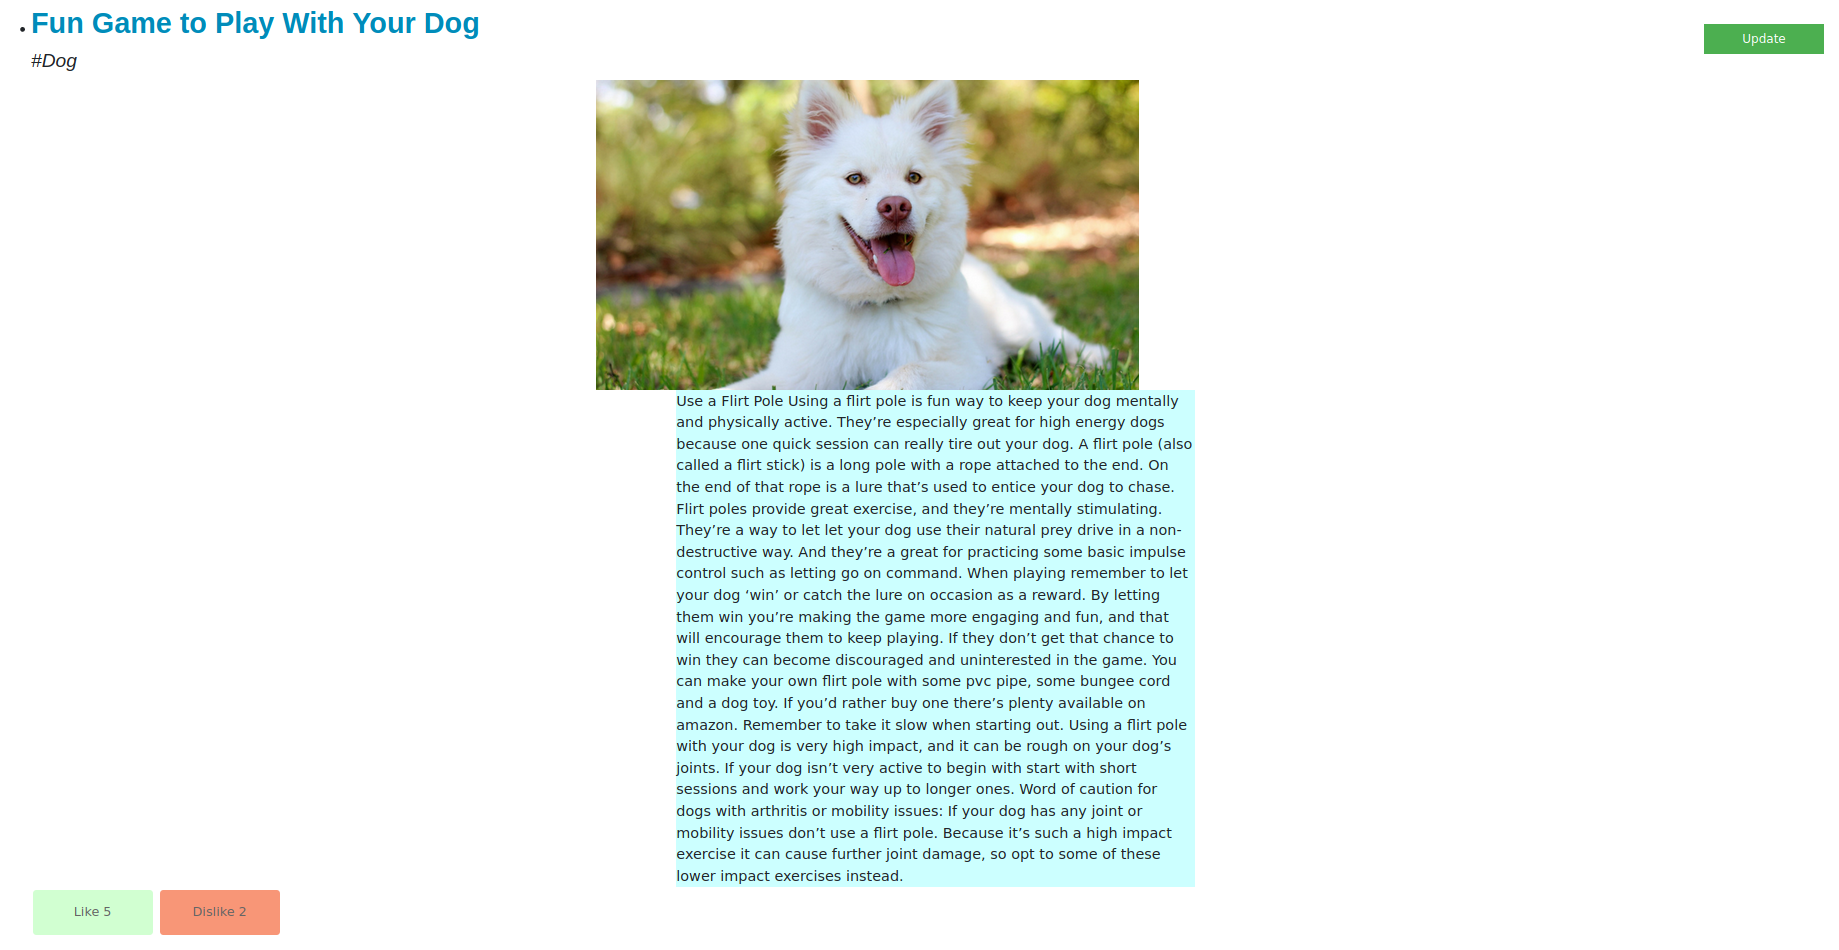 Fun Game to Play With Your Dog
Update
#Dog
Use a Flirt Pole Using a flirt pole is fun way to keep your dog mentally
and physically active. They’re especially great for high energy dogs
because one quick session can really tire out your dog. A flirt pole (also
called a flirt stick) is a long pole with a rope attached to the end. On
the end of that rope is a lure that’s used to entice your dog to chase.
Flirt poles provide great exercise, and they’re mentally stimulating.
They’re a way to let let your dog use their natural prey drive in a non-
destructive way. And they’re a great for practicing some basic impulse
control such as letting go on command. When playing remember to let
your dog ‘win’ or catch the lure on occasion as a reward. By letting
them win you’re making the game more engaging and fun, and that
will encourage them to keep playing. If they don’t get that chance to
win they can become discouraged and uninterested in the game. You
can make your own flirt pole with some pvc pipe, some bungee cord
and a dog toy. If you’d rather buy one there’s plenty available on
amazon. Remember to take it slow when starting out. Using a flirt pole
with your dog is very high impact, and it can be rough on your dog’s
joints. If your dog isn’t very active to begin with start with short
sessions and work your way up to longer ones. Word of caution for
dogs with arthritis or mobility issues: If your dog has any joint or
mobility issues don’t use a flirt pole. Because it’s such a high impact
exercise it can cause further joint damage, so opt to some of these
lower impact exercises instead.
Like 5
Dislike 2